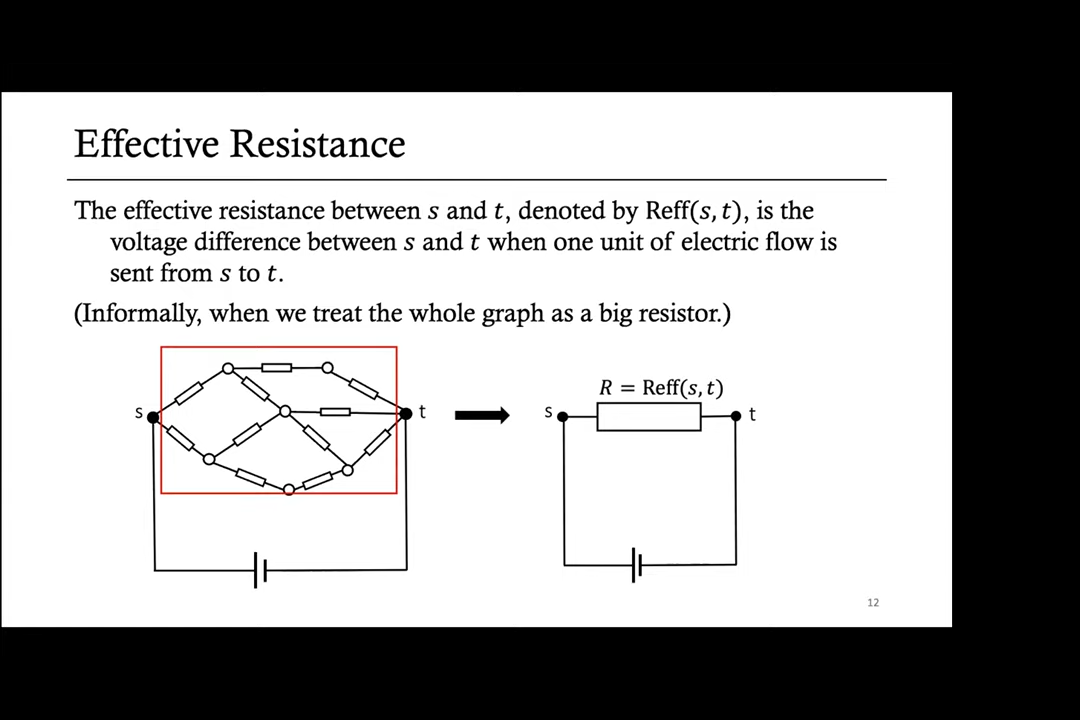 Effective Resistance
The effective resistance between s and t, denoted by Reff(s, t), is the
voltage difference between s and t when one unit of electric flow is
sent from s to t.
(Informally, when we treat the whole graph as a big resistor.)
s
t
R = Reff(s, t)
s
t
12